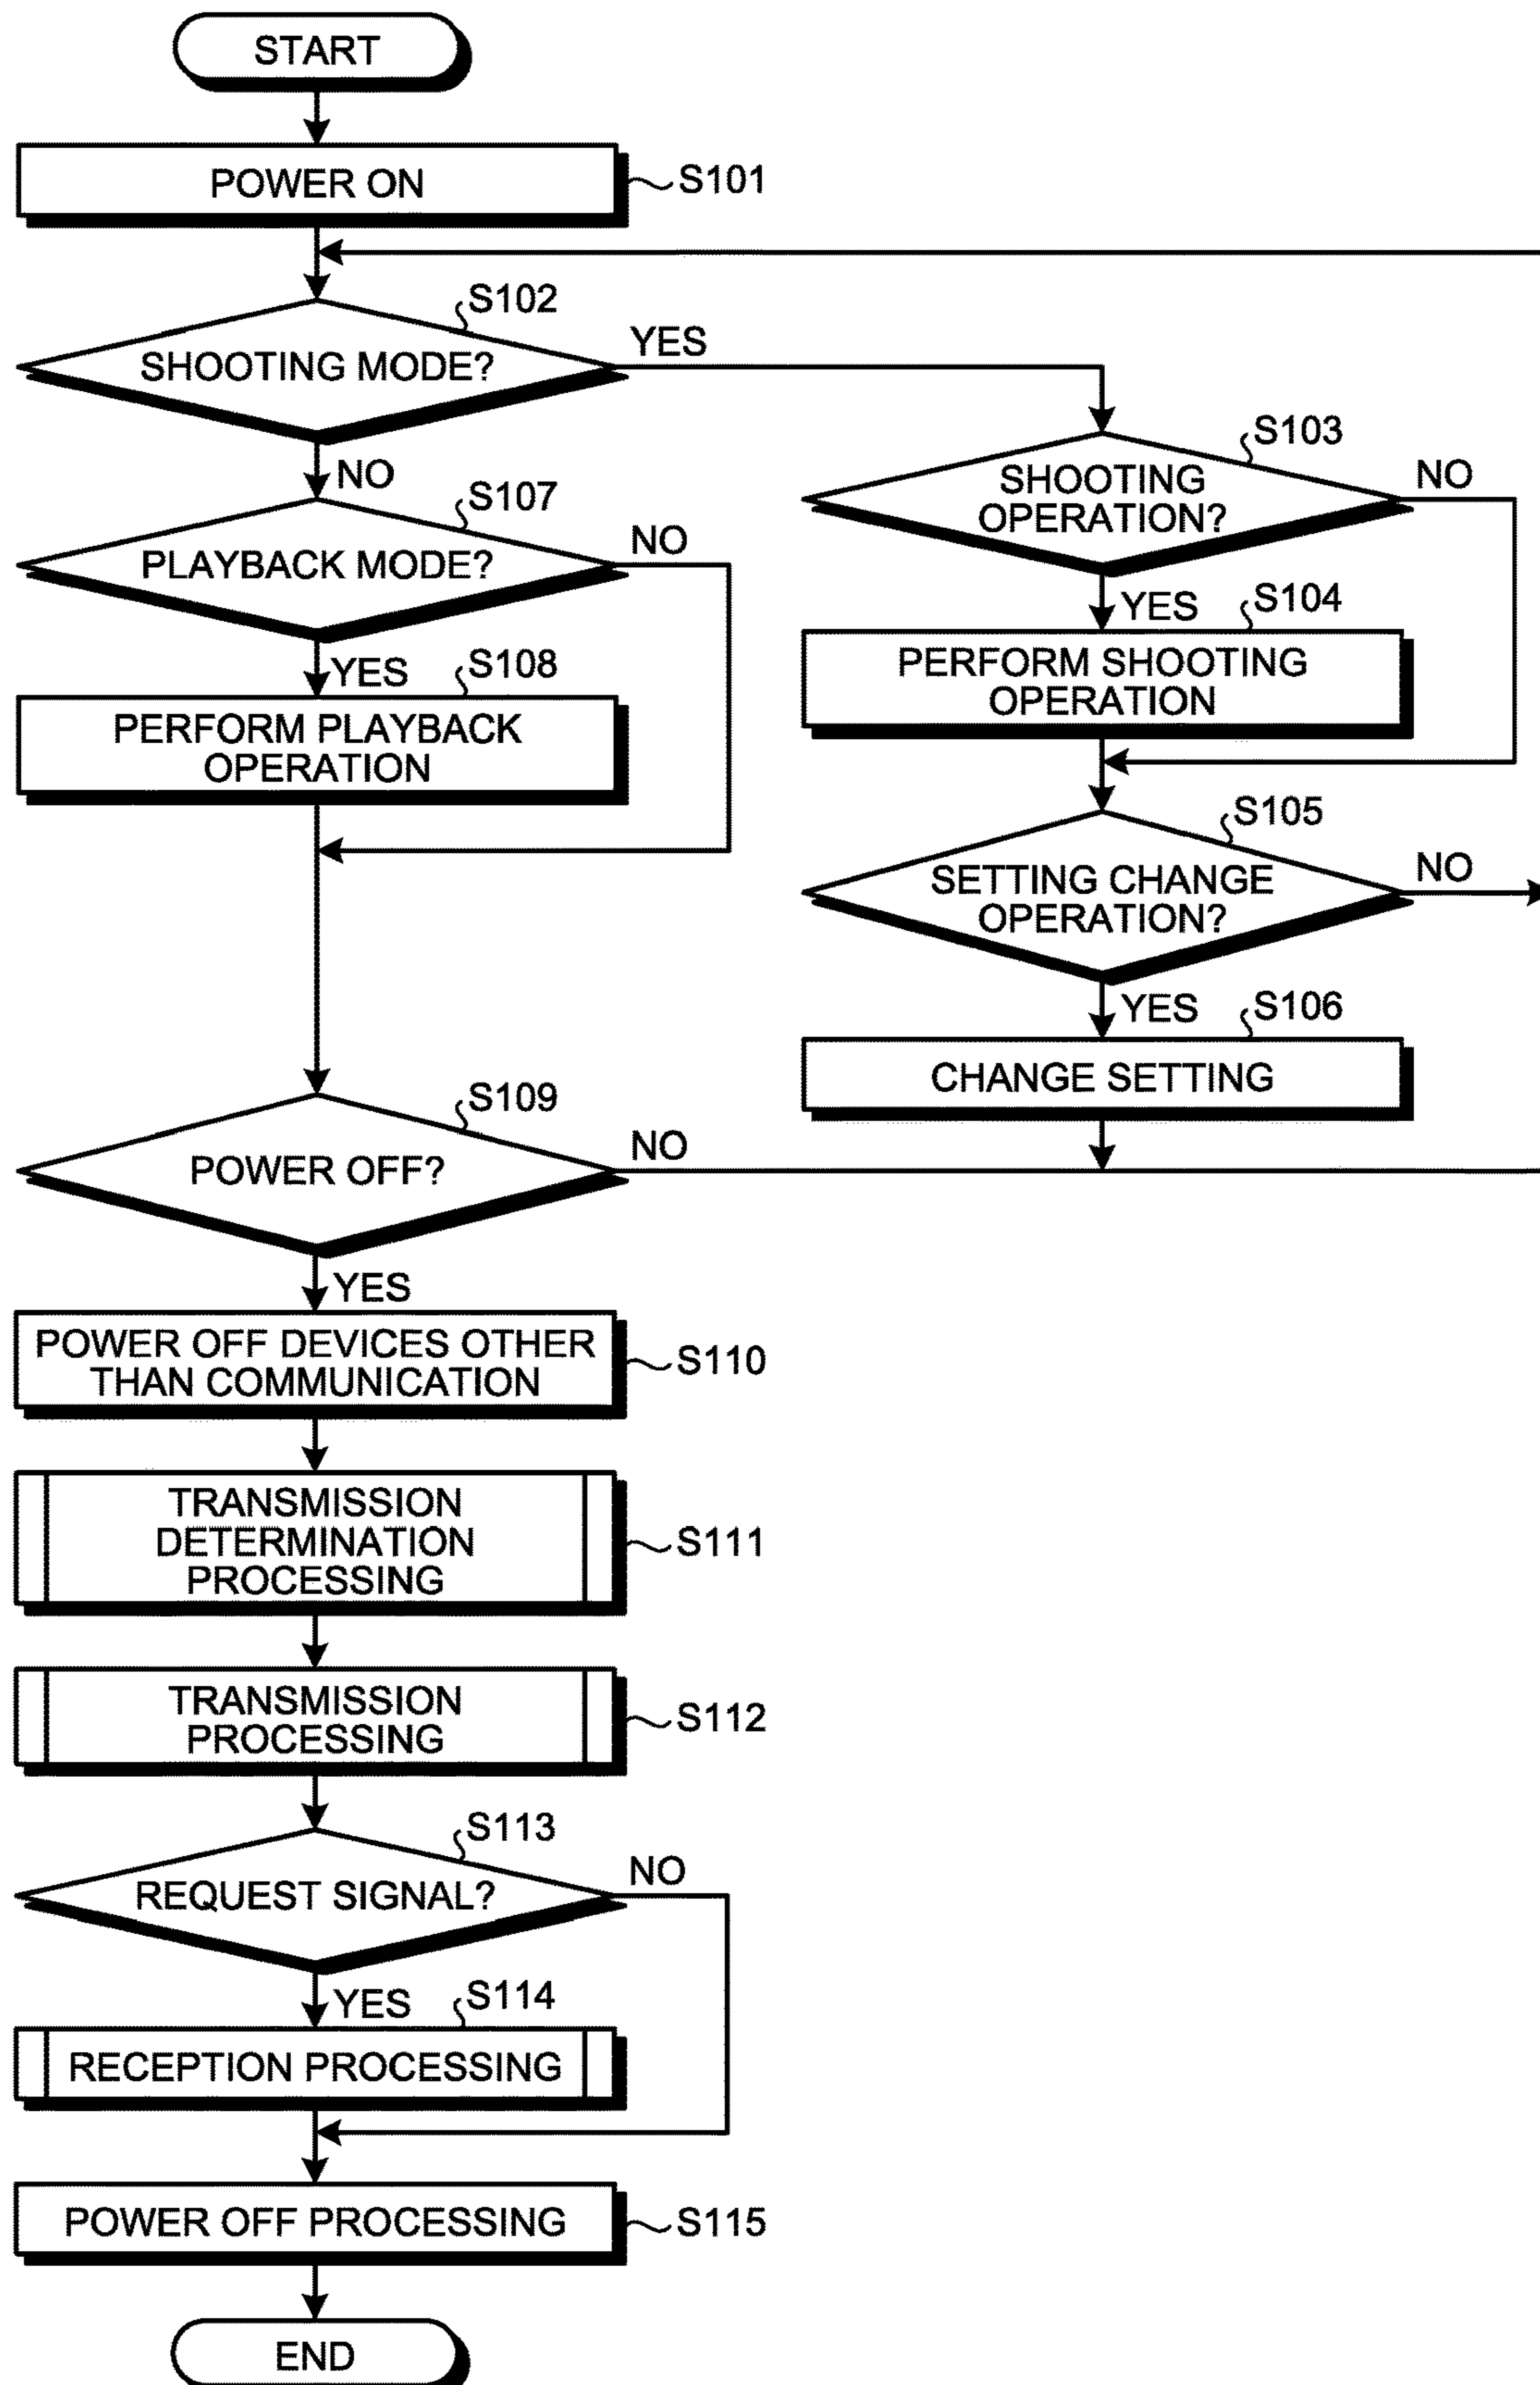 START
POWER ON
S101
S102
SHOOTING MODE?
YES
NO
S103
SHOOTING
OPERATION?
NO
YES
S104
PERFORM SHOOTING
OPERATION
S105
SETTING CHANGE
OPERATION?
NO
YES
S106
CHANGE SETTING
S107
PLAYBACK MODE?
NO
YES
S108
PERFORM PLAYBACK
OPERATION
S109
POWER OFF?
NO
YES
POWER OFF DEVICES OTHER
THAN COMMUNICATION
S110
TRANSMISSION
DETERMINATION
PROCESSING
S111
TRANSMISSION
PROCESSING
S112
S113
REQUEST SIGNAL?
NO
YES
S114
RECEPTION PROCESSING
POWER OFF PROCESSING
S115
END